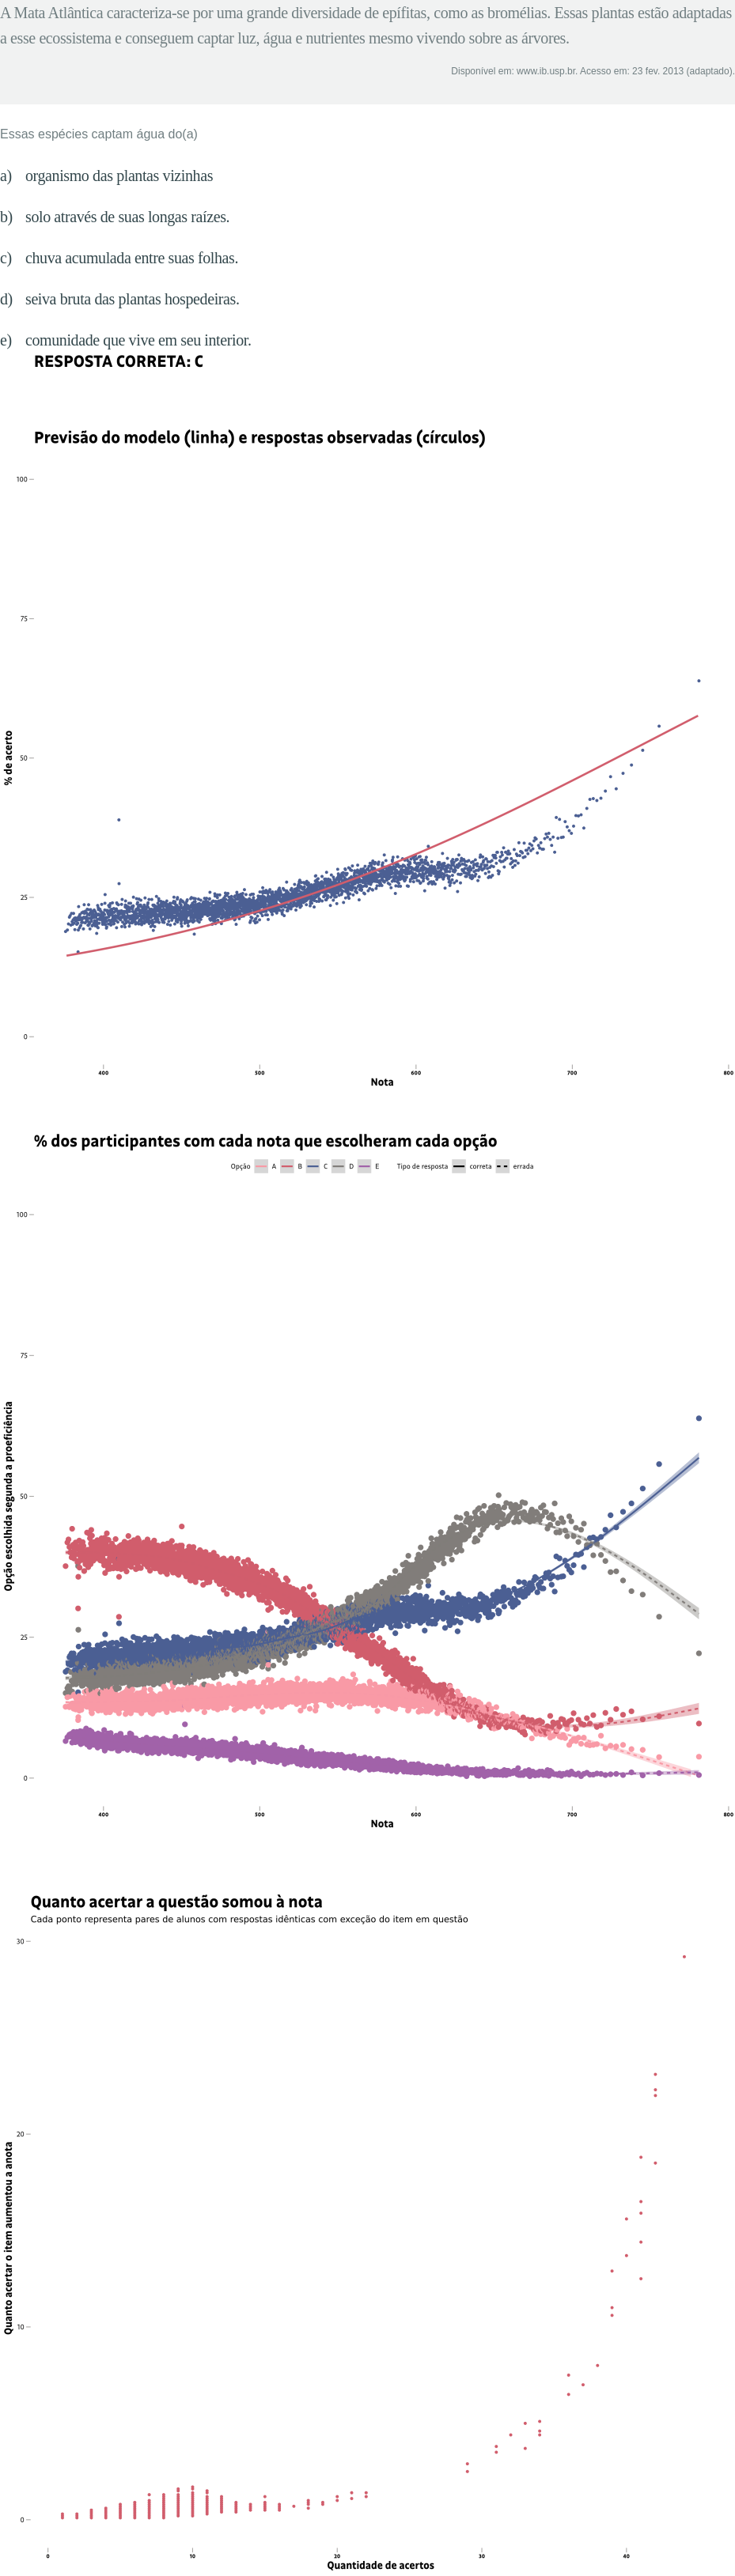 A Mata Atlântica caracteriza-se por uma grande diversidade de epífitas, como as bromélias. Essas plantas estão adaptadas
a esse ecossistema e conseguem captar luz, água e nutrientes mesmo vivendo sobre as árvores.
Disponível em: www.ib.usp.br. Acesso em: 23 fev. 2013 (adaptado).
Essas espécies captam água do(a)
a) organismo das plantas vizinhas
b) solo através de suas longas raízes.
c) chuva acumulada entre suas folhas.
d) seiva bruta das plantas hospedeiras.
e) comunidade que vive em seu interior.
RESPOSTA CORRETA: C
Previsão do modelo (linha) e respostas observadas (círculos)
100
75
50
25
0
% de acerto
400 500 600 700 800
Nota
% dos participantes com cada nota que escolheram cada opção
Opção A B C D E Tipo de resposta correta errada
100
75
50
25
0
Opção escolhida segunda a proeficiência
400 500 600 700 800
Nota
Quanto acertar a questão somou à nota
Cada ponto representa pares de alunos com respostas idênticas com exceção do item em questão
30
20
10
0
Quanto acertar o item aumentou a anota
0 10 20 30 40
Quantidade de acertos